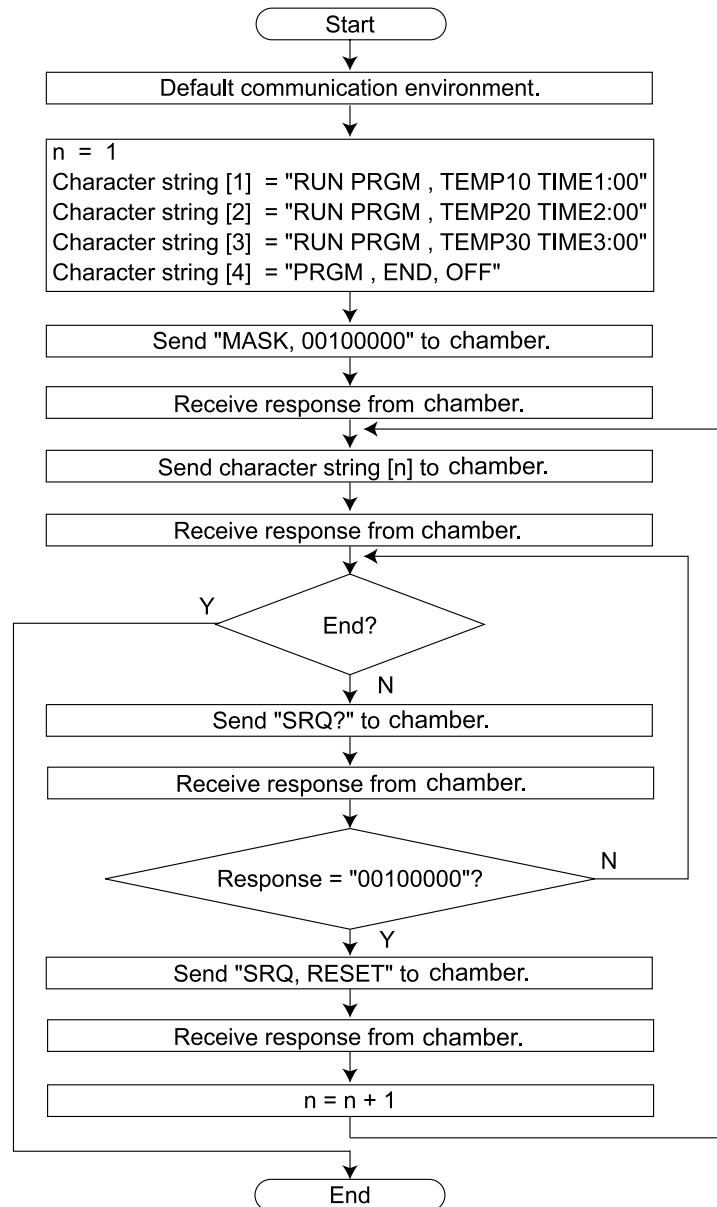 Start
Default communication environment.
n = 1
Character string [1] = "RUN PRGM , TEMP10 TIME1:00"
Character string [2] = "RUN PRGM , TEMP20 TIME2:00"
Character string [3] = "RUN PRGM , TEMP30 TIME3:00"
Character string [4] = "PRGM , END, OFF"
Send "MASK, 00100000" to chamber.
Receive response from chamber.
Send character string [n] to chamber.
Receive response from chamber.
Y
End?
N
Send "SRQ?" to chamber.
Receive response from chamber.
Response = "00100000"?
N
Y
Send "SRQ, RESET" to chamber.
Receive response from chamber.
n = n + 1
End